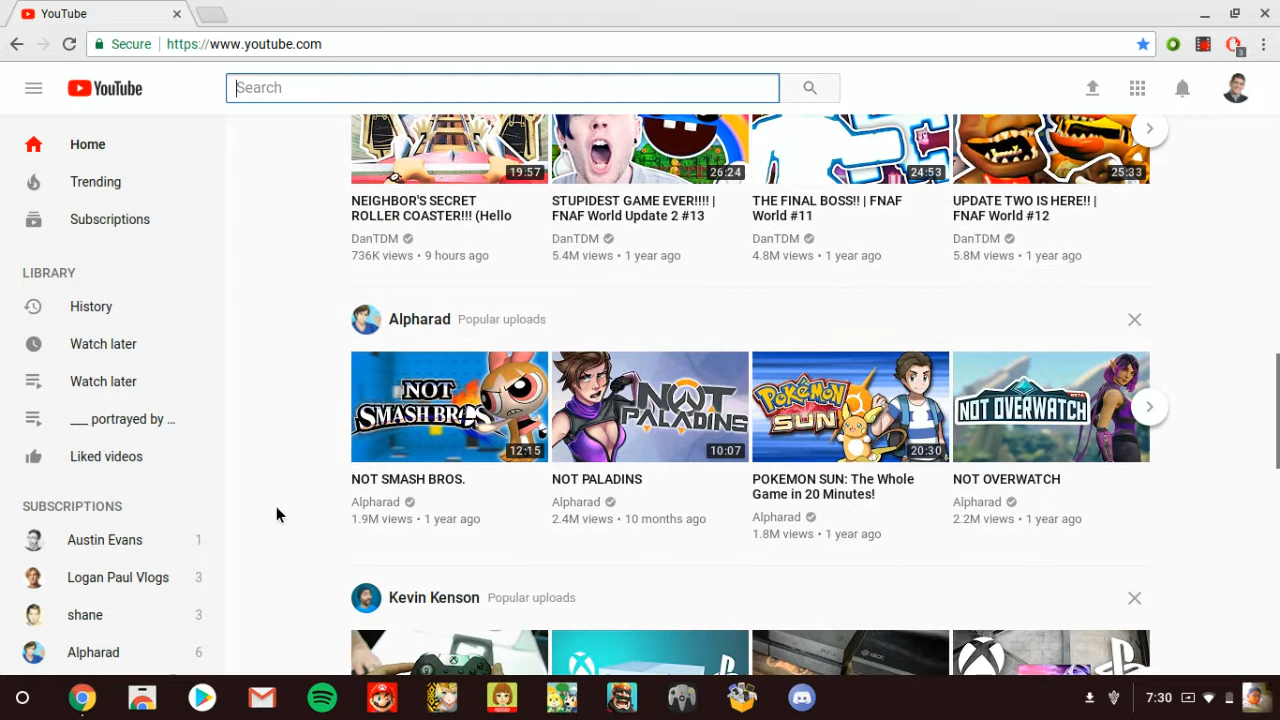 YouTube
Secure https://www.youtube.com
3
YouTube
Search
Home
Trending
Subscriptions
LIBRARY
History
Watch later
Watch later
___ portrayed by ...
Liked videos
SUBSCRIPTIONS
Austin Evans 1
Logan Paul Vlogs 3
shane 3
Alpharad 6
19:57
26:24
24:53
25:33
NEIGHBOR'S SECRET
ROLLER COASTER!!! (Hello
DanTDM
736K views • 9 hours ago
STUPIDEST GAME EVER!!!! |
FNAF World Update 2 #13
DanTDM
5.4M views • 1 year ago
THE FINAL BOSS!! | FNAF
World #11
DanTDM
4.8M views • 1 year ago
UPDATE TWO IS HERE!! |
FNAF World #12
DanTDM
5.8M views • 1 year ago
Alpharad Popular uploads
NOT
SMASH BROS
12:15
NOT
PALADINS
10:07
POKéMON
SUN
20:30
BETA
NOT OVERWATCH
NOT SMASH BROS.
Alpharad
1.9M views • 1 year ago
NOT PALADINS
Alpharad
2.4M views • 10 months ago
POKEMON SUN: The Whole
Game in 20 Minutes!
Alpharad
1.8M views • 1 year ago
NOT OVERWATCH
Alpharad
2.2M views • 1 year ago
Kevin Kenson Popular uploads
7:30